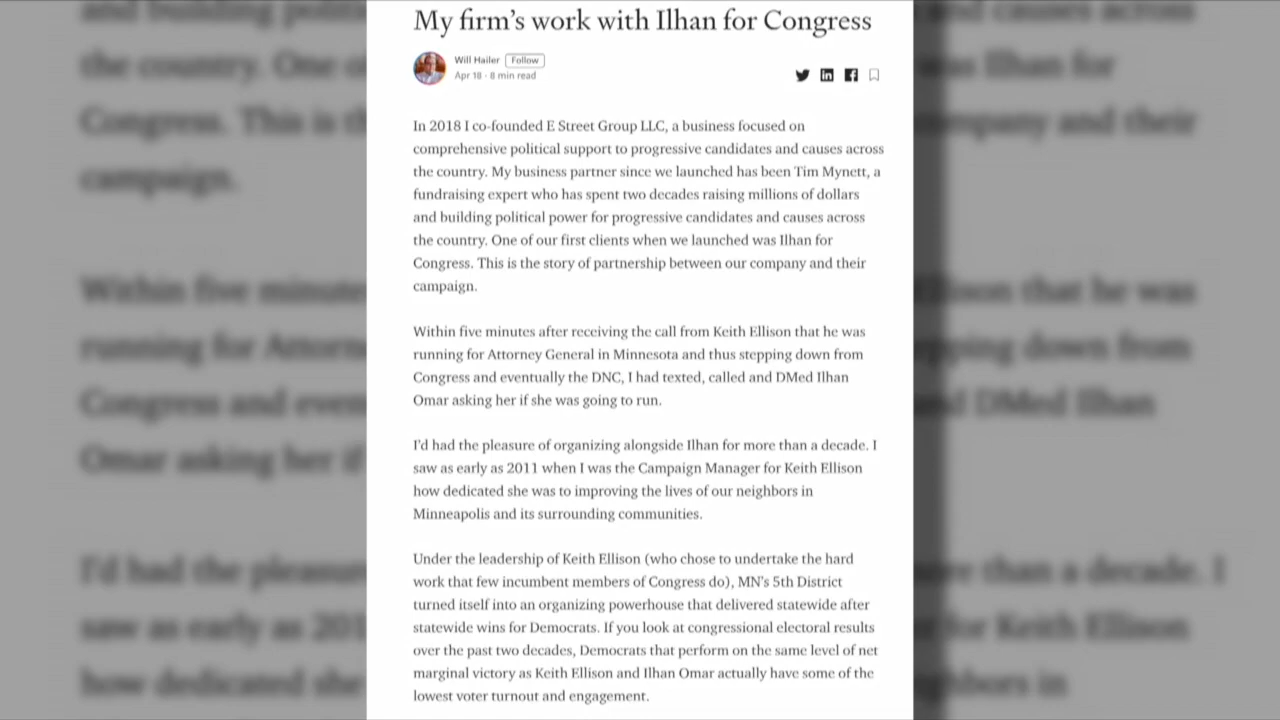 My firm’s work with Ilhan for Congress
Will Hailer Follow
Apr 18 · 8 min read
In 2018 I co-founded E Street Group LLC, a business focused on
comprehensive political support to progressive candidates and causes across
the country. My business partner since we launched has been Tim Mynett, a
fundraising expert who has spent two decades raising millions of dollars
and building political power for progressive candidates and causes across
the country. One of our first clients when we launched was Ilhan for
Congress. This is the story of partnership between our company and their
campaign.
Within five minutes after receiving the call from Keith Ellison that he was
running for Attorney General in Minnesota and thus stepping down from
Congress and eventually the DNC, I had texted, called and DMed Ilhan
Omar asking her if she was going to run.
I’d had the pleasure of organizing alongside Ilhan for more than a decade. I
saw as early as 2011 when I was the Campaign Manager for Keith Ellison
how dedicated she was to improving the lives of our neighbors in
Minneapolis and its surrounding communities.
Under the leadership of Keith Ellison (who chose to undertake the hard
work that few incumbent members of Congress do), MN’s 5th District
turned itself into an organizing powerhouse that delivered statewide after
statewide wins for Democrats. If you look at congressional electoral results
over the past two decades, Democrats that perform on the same level of net
marginal victory as Keith Ellison and Ilhan Omar actually have some of the
lowest voter turnout and engagement.